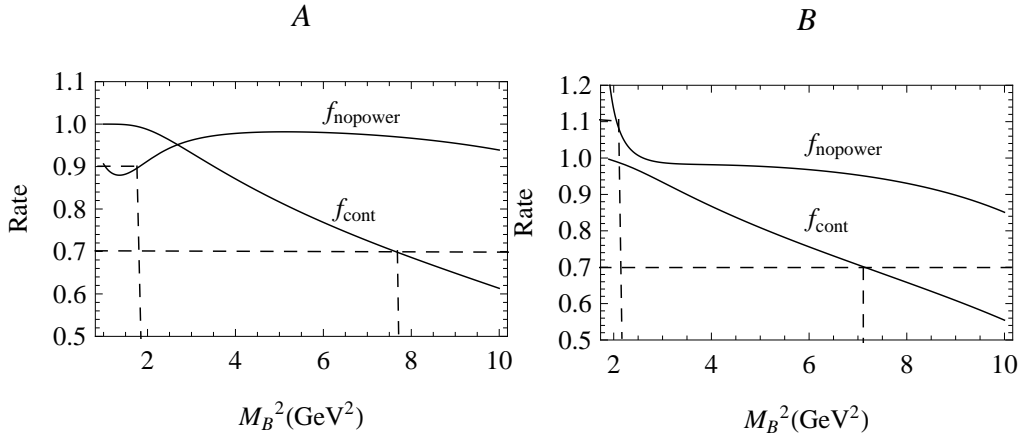 A
1.1
1.0
0.9
0.8
0.7
0.6
0.5
Rate
f_nopower
f_cont
2 4 6 8 10
M_B^2(GeV^2)
B
1.2
1.1
1.0
0.9
0.8
0.7
0.6
0.5
Rate
f_nopower
f_cont
2 4 6 8 10
M_B^2(GeV^2)